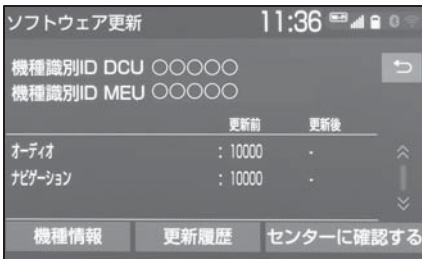 ソフトウェア更新 11:36
機種識別ID DCU ○○○○○
機種識別ID MEU ○○○○○
更新前 更新後
オーディオ : 10000 -
ナビゲーション : 10000 -
機種情報 更新履歴 センターに確認する